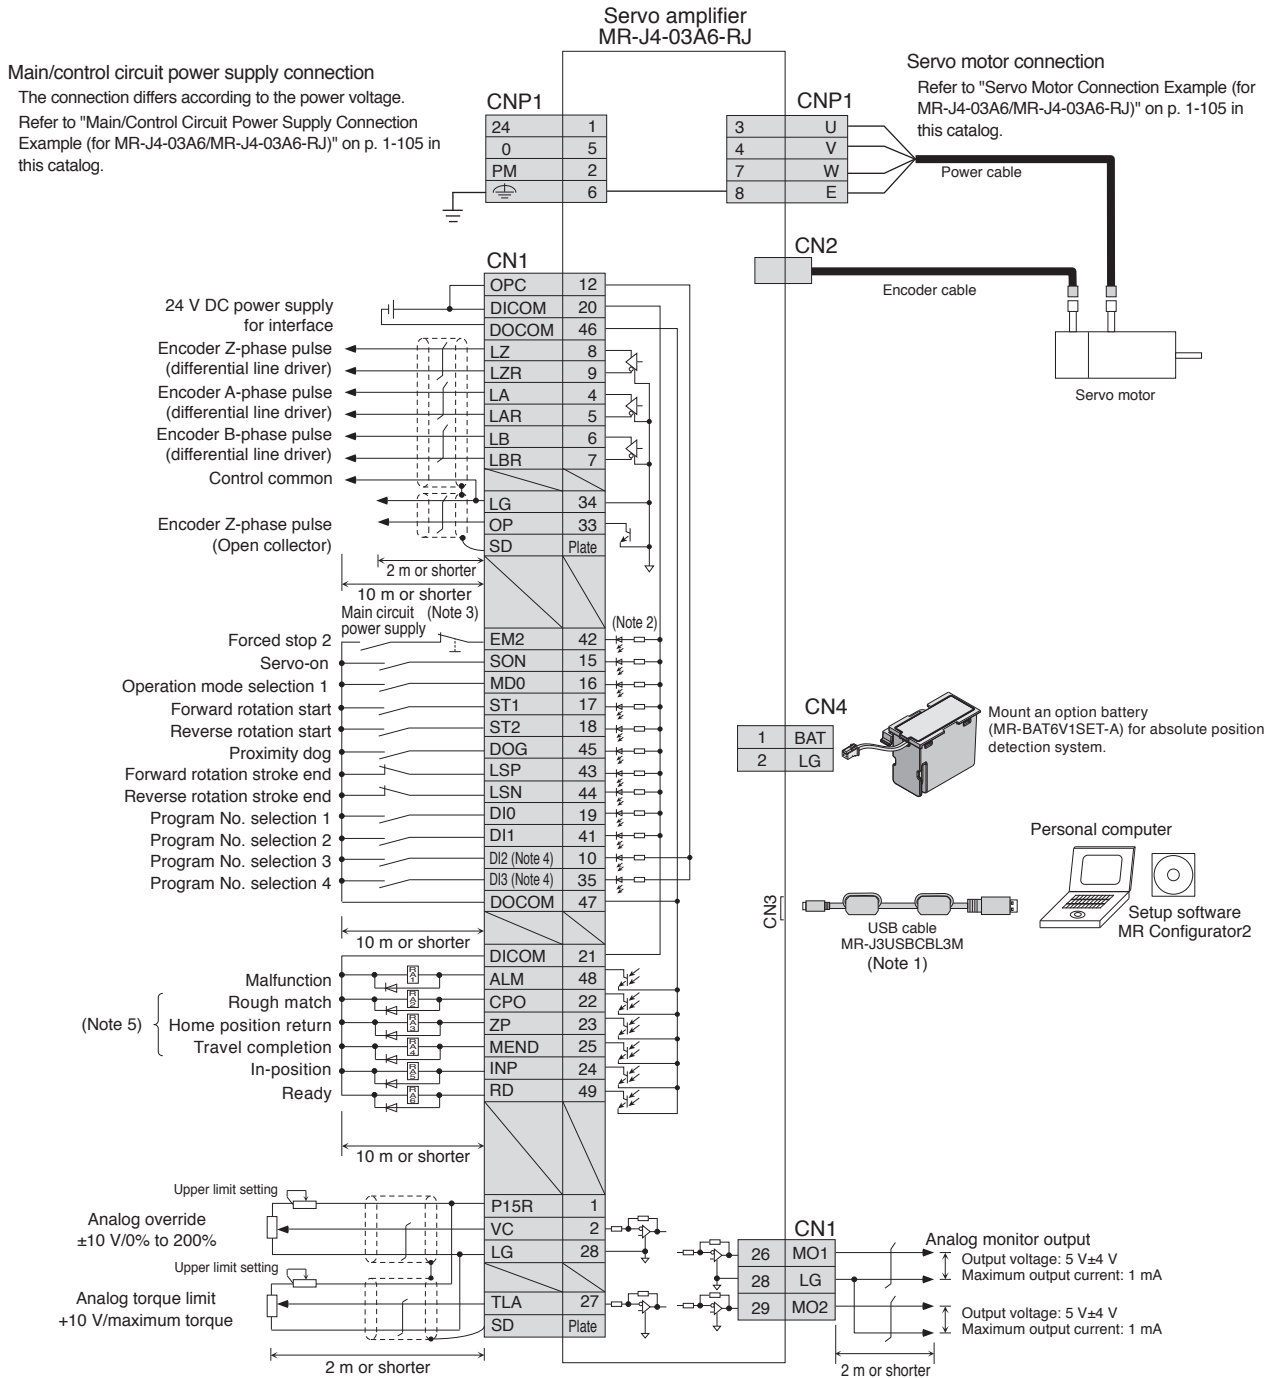 Servo amplifier
MR-J4-03A6-RJ
Main/control circuit power supply connection
The connection differs according to the power voltage.
Refer to "Main/Control Circuit Power Supply Connection
Example (for MR-J4-03A6/MR-J4-03A6-RJ)" on p. 1-105 in
this catalog.
Servo motor connection
Refer to "Servo Motor Connection Example (for
MR-J4-03A6/MR-J4-03A6-RJ)" on p. 1-105 in
this catalog.
CNP1
24 1
0 5
PM 2
6
CNP1
3 U
4 V
7 W
8 E
Power cable
CN2
Encoder cable
Servo motor
CN1
OPC 12
24 V DC power supply
for interface
DICOM 20
DOCOM 46
Encoder Z-phase pulse
(differential line driver)
LZ 8
LZR 9
Encoder A-phase pulse
(differential line driver)
LA 4
LAR 5
Encoder B-phase pulse
(differential line driver)
LB 6
LBR 7
Control common
LG 34
Encoder Z-phase pulse
(Open collector)
OP 33
SD Plate
2 m or shorter
10 m or shorter
Main circuit
power supply
(Note 3)
(Note 2)
Forced stop 2 EM2 42
Servo-on SON 15
Operation mode selection 1 MD0 16
Forward rotation start ST1 17
Reverse rotation start ST2 18
Proximity dog DOG 45
Forward rotation stroke end LSP 43
Reverse rotation stroke end LSN 44
Program No. selection 1 DI0 19
Program No. selection 2 DI1 41
Program No. selection 3 DI2 (Note 4) 10
Program No. selection 4 DI3 (Note 4) 35
DOCOM 47
10 m or shorter
DICOM 21
Malfunction RA1 ALM 48
(Note 5)
Rough match RA2 CPO 22
Home position return RA3 ZP 23
Travel completion RA4 MEND 25
In-position RA5 INP 24
Ready RA6 RD 49
10 m or shorter
CN4
1 BAT
2 LG
Mount an option battery
(MR-BAT6V1SET-A) for absolute position
detection system.
Personal computer
CN3
USB cable
MR-J3USBCBL3M
(Note 1)
Setup software
MR Configurator2
Upper limit setting
P15R 1
Analog override
±10 V/0% to 200%
VC 2
LG 28
Upper limit setting
Analog torque limit
+10 V/maximum torque
TLA 27
SD Plate
2 m or shorter
CN1
26 MO1
28 LG
29 MO2
Analog monitor output
Output voltage: 5 V±4 V
Maximum output current: 1 mA
Output voltage: 5 V±4 V
Maximum output current: 1 mA
2 m or shorter